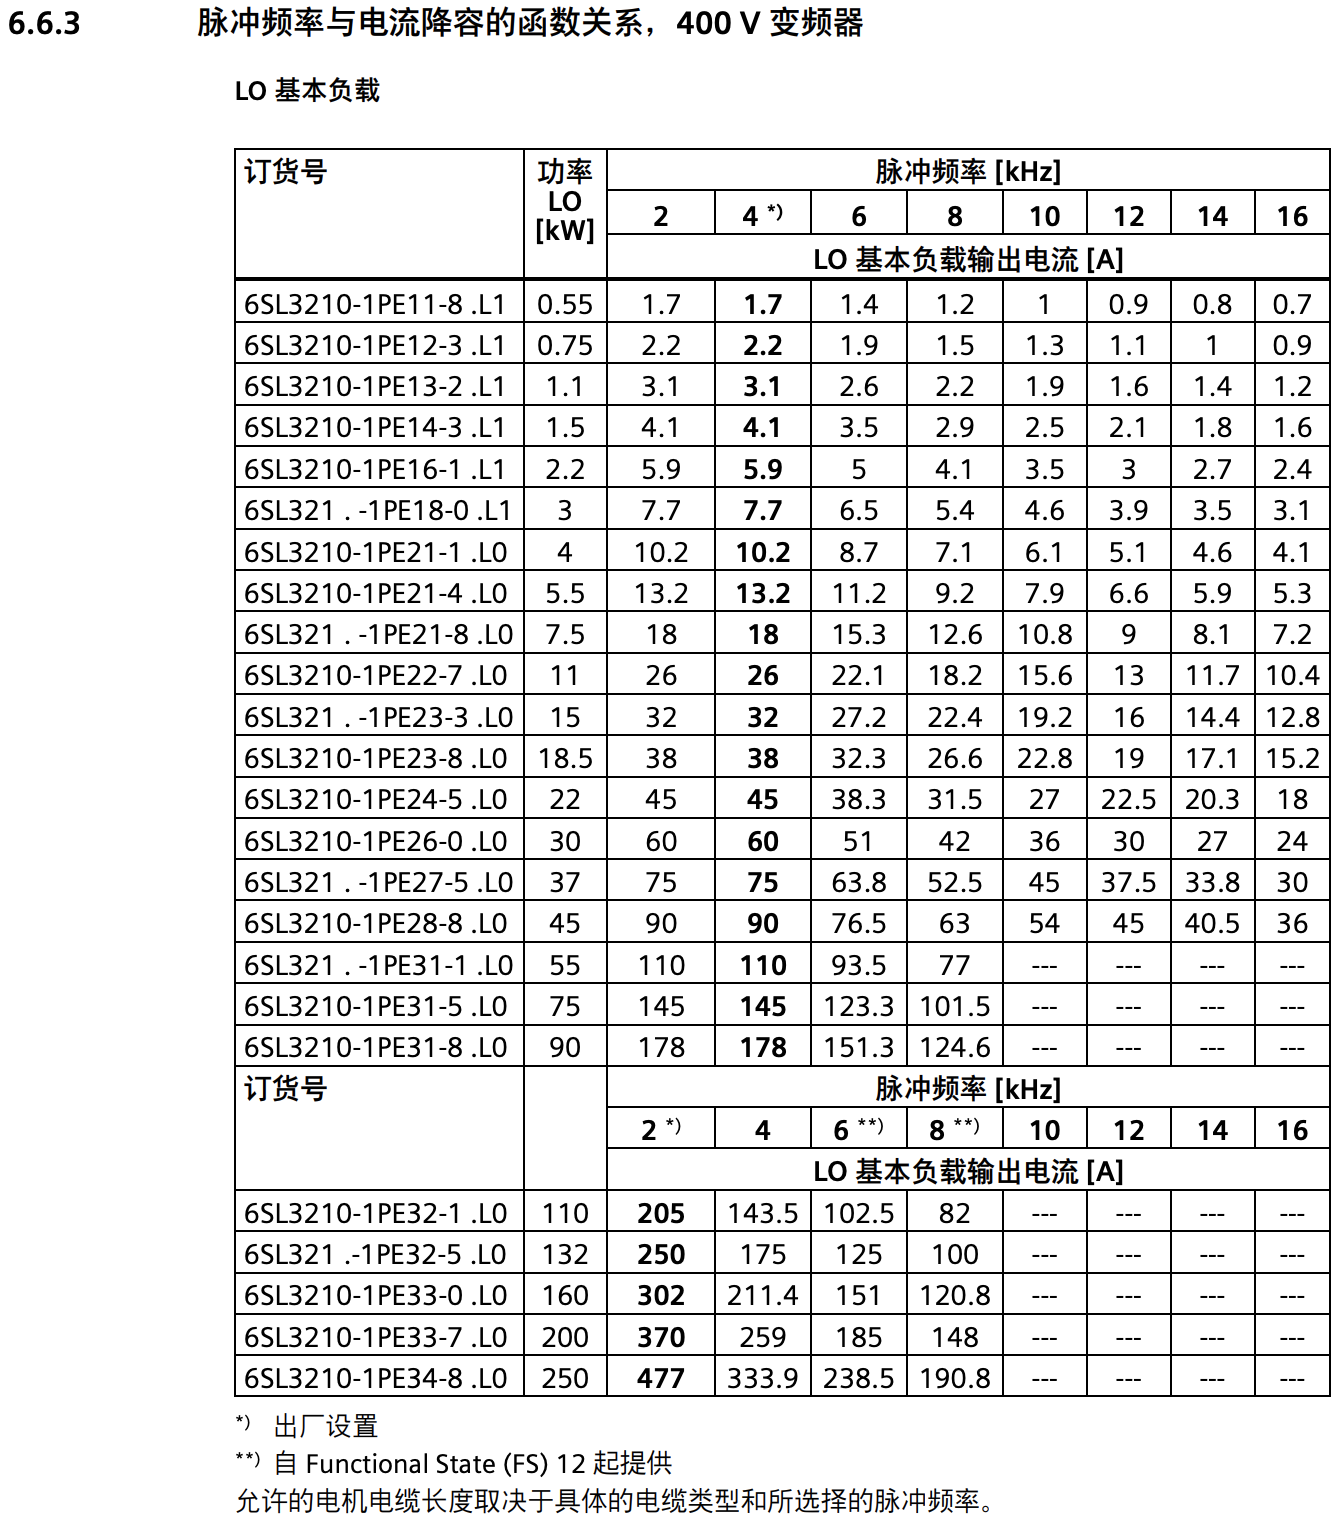 6.6.3 脉冲频率与电流降容的函数关系，400 V 变频器
LO 基本负载
订货号 功率 LO [kW] 脉冲频率 [kHz]
2 4 *) 6 8 10 12 14 16
LO 基本负载输出电流 [A]
6SL3210-1PE11-8 .L1 0.55 1.7 1.7 1.4 1.2 1 0.9 0.8 0.7
6SL3210-1PE12-3 .L1 0.75 2.2 2.2 1.9 1.5 1.3 1.1 1 0.9
6SL3210-1PE13-2 .L1 1.1 3.1 3.1 2.6 2.2 1.9 1.6 1.4 1.2
6SL3210-1PE14-3 .L1 1.5 4.1 4.1 3.5 2.9 2.5 2.1 1.8 1.6
6SL3210-1PE16-1 .L1 2.2 5.9 5.9 5 4.1 3.5 3 2.7 2.4
6SL321 . -1PE18-0 .L1 3 7.7 7.7 6.5 5.4 4.6 3.9 3.5 3.1
6SL3210-1PE21-1 .L0 4 10.2 10.2 8.7 7.1 6.1 5.1 4.6 4.1
6SL3210-1PE21-4 .L0 5.5 13.2 13.2 11.2 9.2 7.9 6.6 5.9 5.3
6SL321 . -1PE21-8 .L0 7.5 18 18 15.3 12.6 10.8 9 8.1 7.2
6SL3210-1PE22-7 .L0 11 26 26 22.1 18.2 15.6 13 11.7 10.4
6SL321 . -1PE23-3 .L0 15 32 32 27.2 22.4 19.2 16 14.4 12.8
6SL3210-1PE23-8 .L0 18.5 38 38 32.3 26.6 22.8 19 17.1 15.2
6SL3210-1PE24-5 .L0 22 45 45 38.3 31.5 27 22.5 20.3 18
6SL3210-1PE26-0 .L0 30 60 60 51 42 36 30 27 24
6SL321 . -1PE27-5 .L0 37 75 75 63.8 52.5 45 37.5 33.8 30
6SL3210-1PE28-8 .L0 45 90 90 76.5 63 54 45 40.5 36
6SL321 . -1PE31-1 .L0 55 110 110 93.5 77 --- --- --- ---
6SL3210-1PE31-5 .L0 75 145 145 123.3 101.5 --- --- --- ---
6SL3210-1PE31-8 .L0 90 178 178 151.3 124.6 --- --- --- ---
订货号 脉冲频率 [kHz]
2 *) 4 6 **) 8 **) 10 12 14 16
LO 基本负载输出电流 [A]
6SL3210-1PE32-1 .L0 110 205 143.5 102.5 82 --- --- --- ---
6SL321 .-1PE32-5 .L0 132 250 175 125 100 --- --- --- ---
6SL3210-1PE33-0 .L0 160 302 211.4 151 120.8 --- --- --- ---
6SL3210-1PE33-7 .L0 200 370 259 185 148 --- --- --- ---
6SL3210-1PE34-8 .L0 250 477 333.9 238.5 190.8 --- --- --- ---
*) 出厂设置
**) 自 Functional State (FS) 12 起提供
允许的电机电缆长度取决于具体的电缆类型和所选择的脉冲频率。